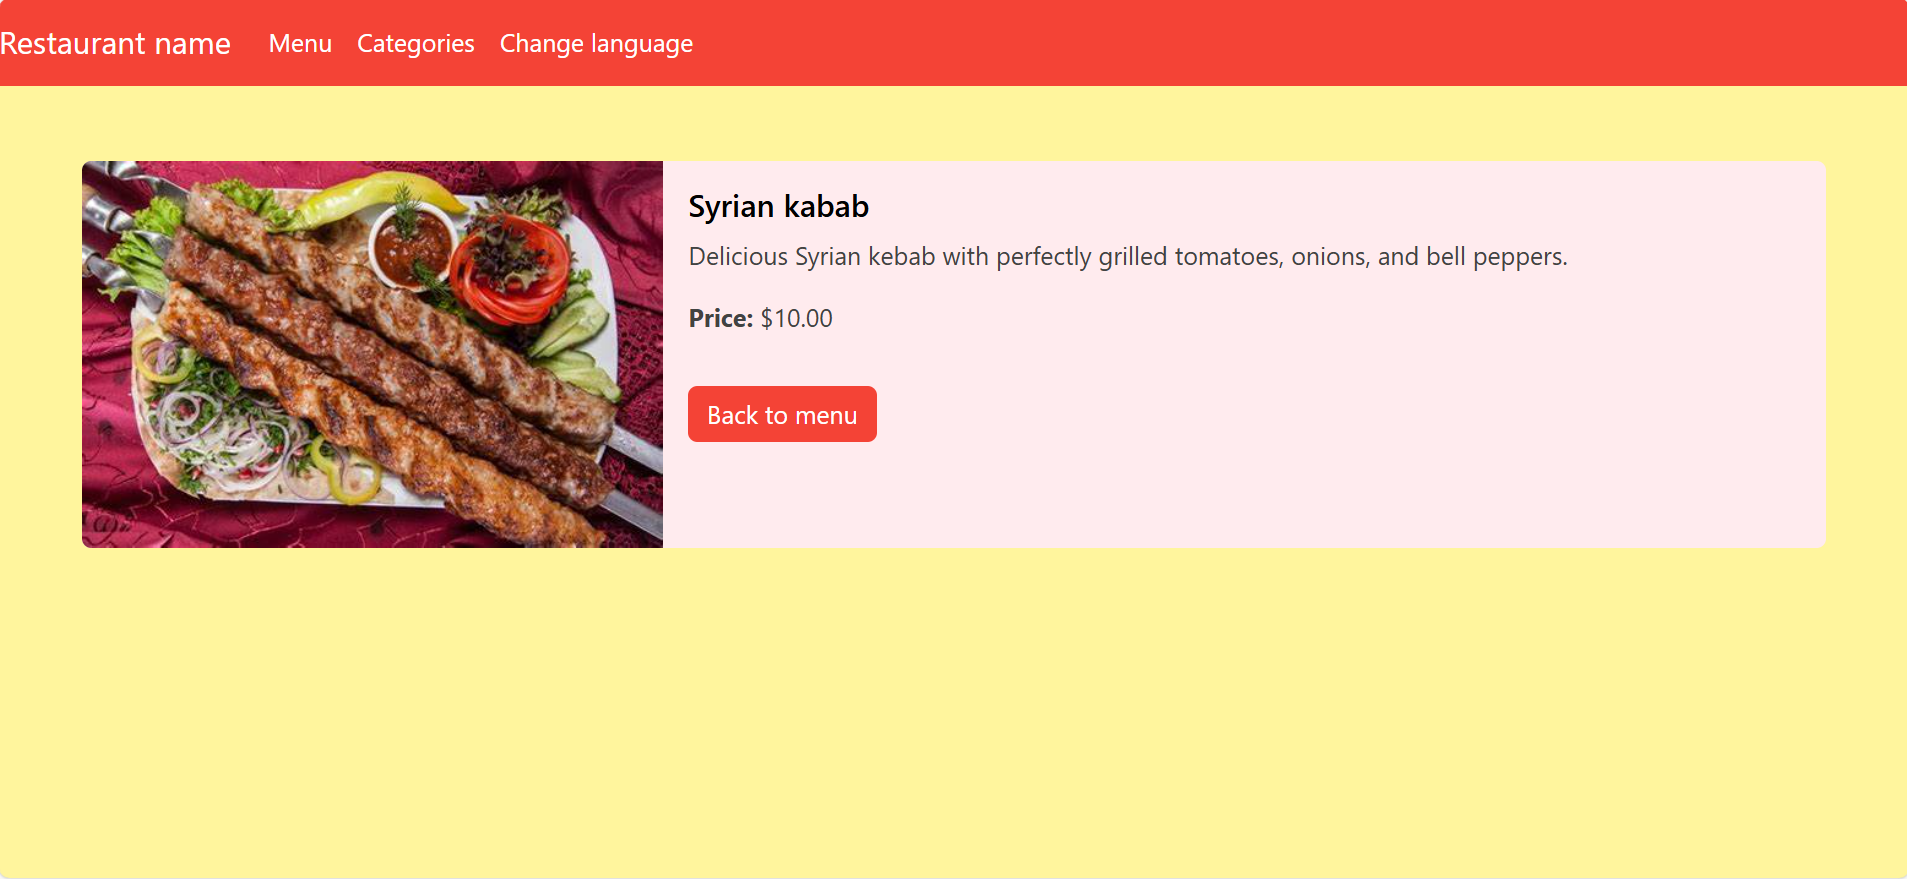 Restaurant name Menu Categories Change language
Syrian kabab
Delicious Syrian kebab with perfectly grilled tomatoes, onions, and bell peppers.
Price: $10.00
Back to menu